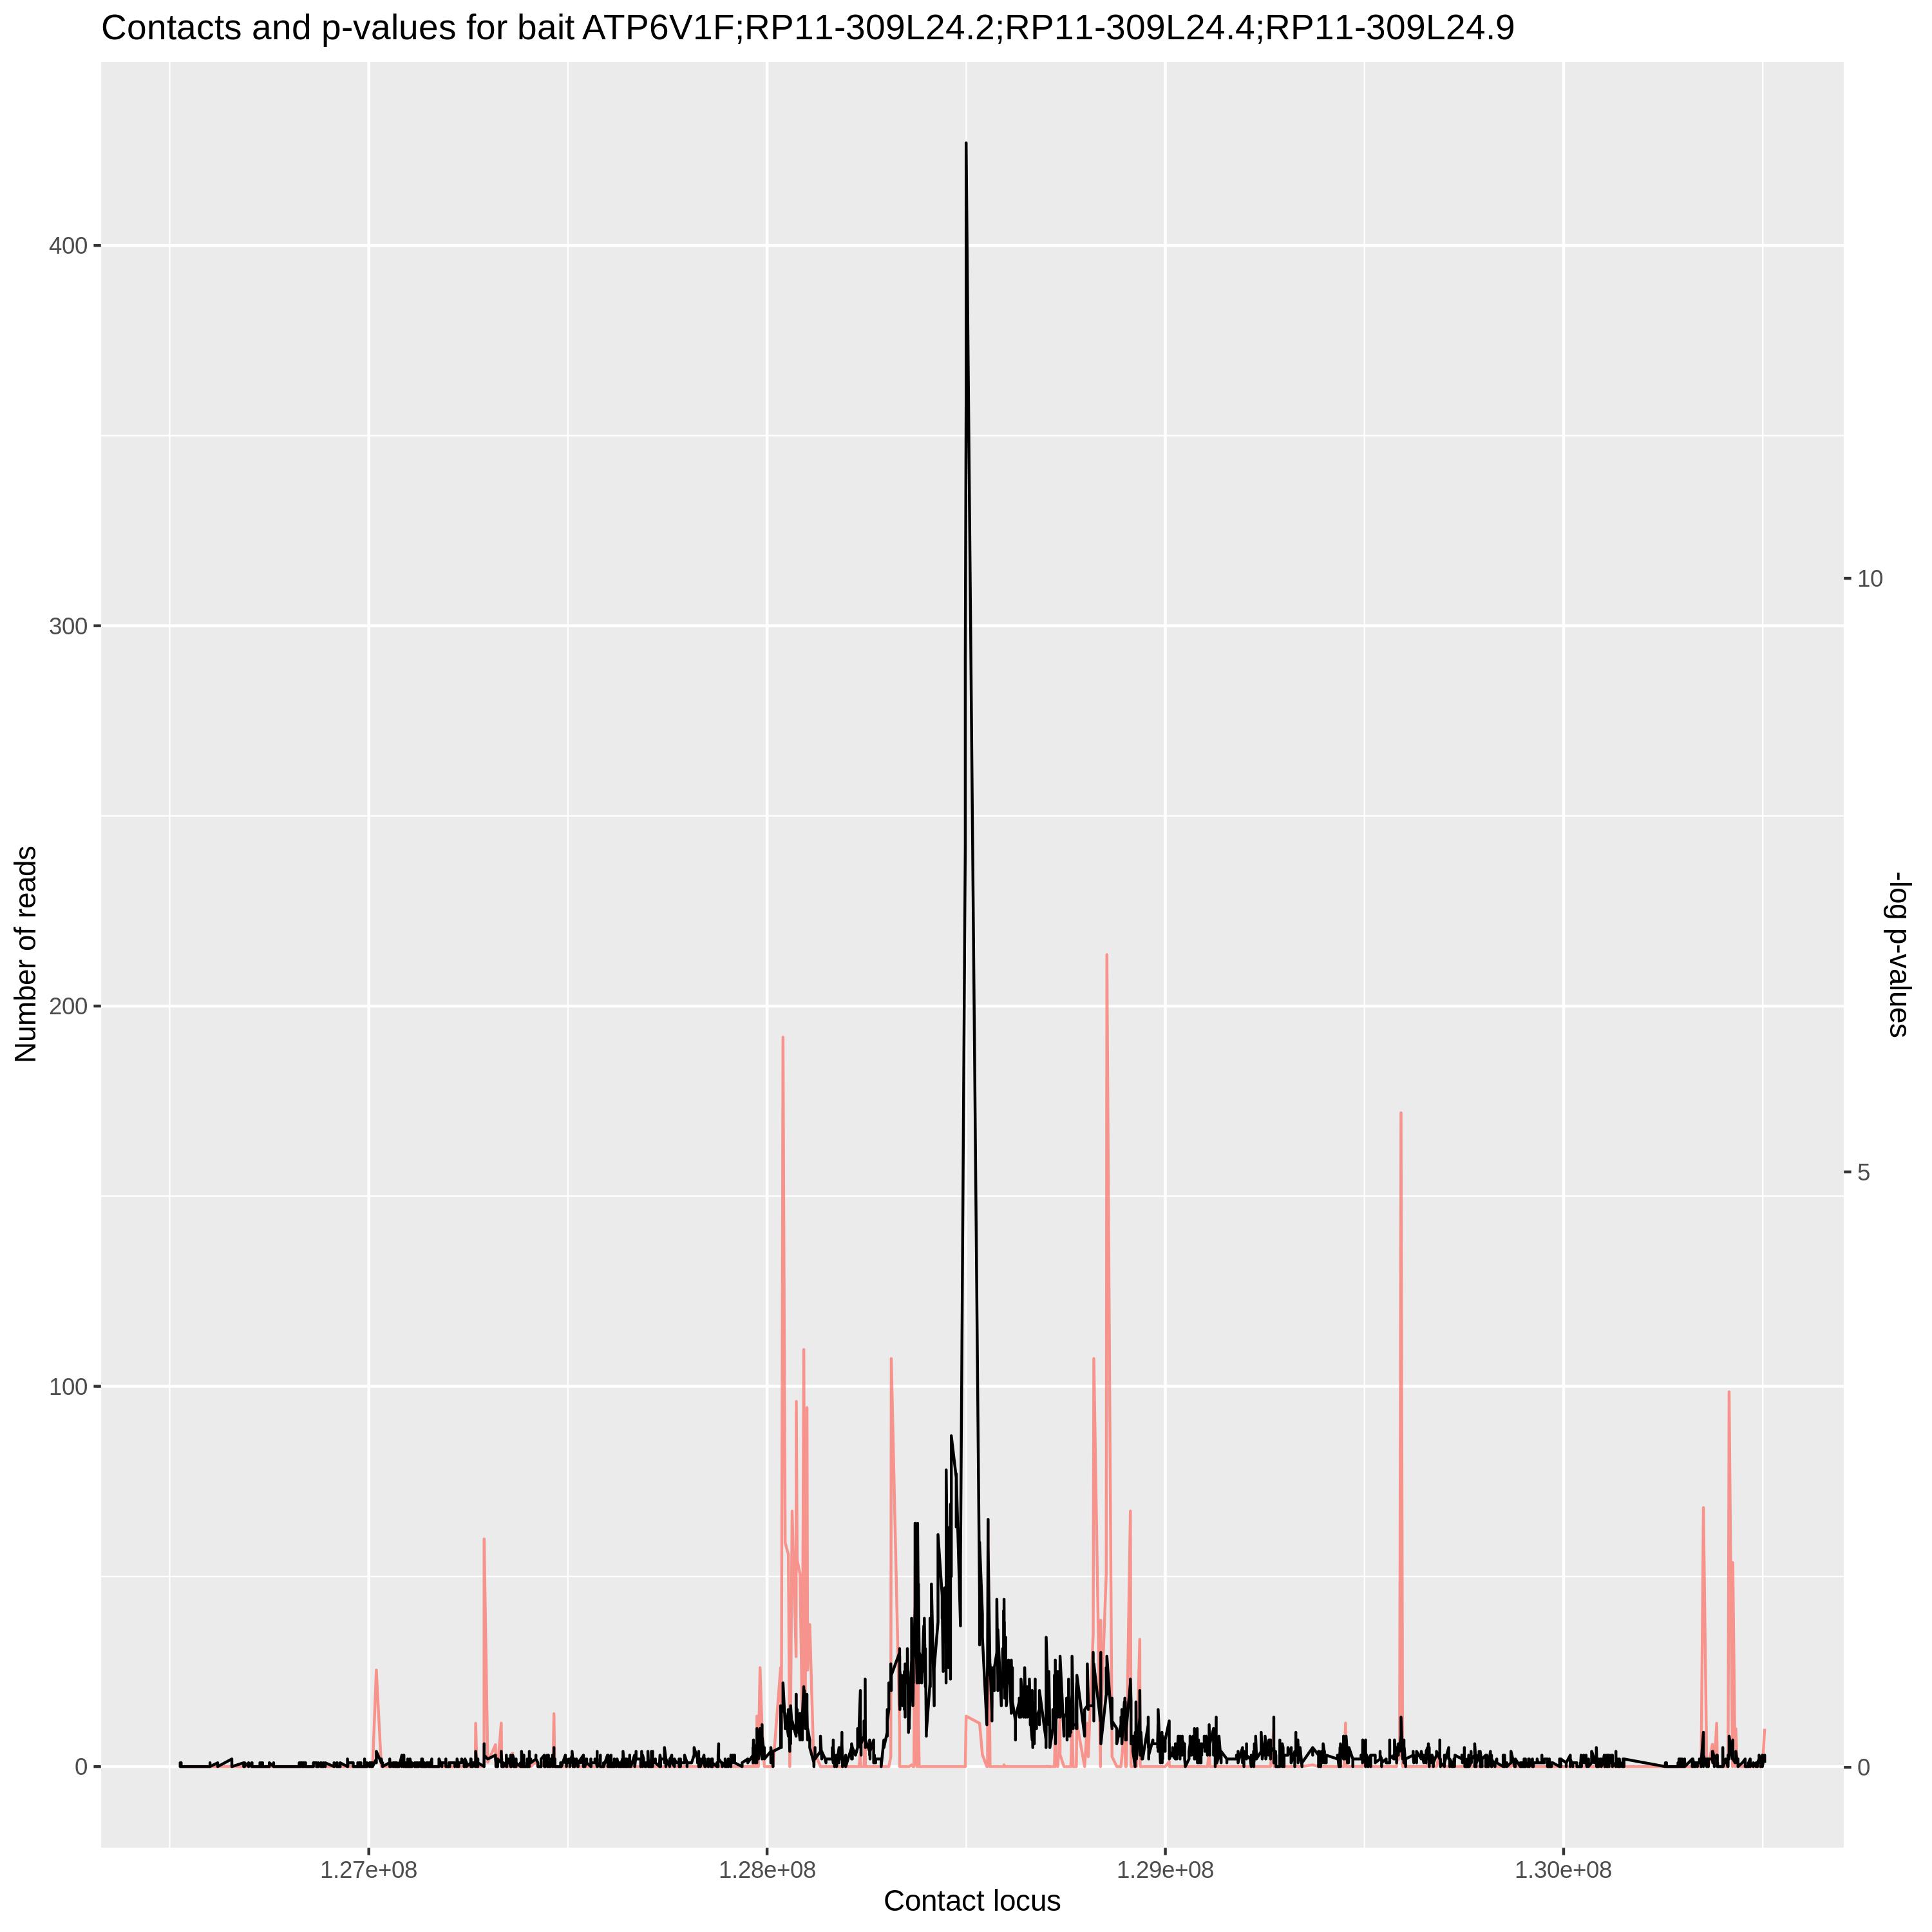 Contacts and p-values for bait ATP6V1F;RP11-309L24.2;RP11-309L24.4;RP11-309L24.9
Number of reads
400
300
200
100
0
10
5
0
-log p-values
1.27e+08
1.28e+08
1.29e+08
1.30e+08
Contact locus